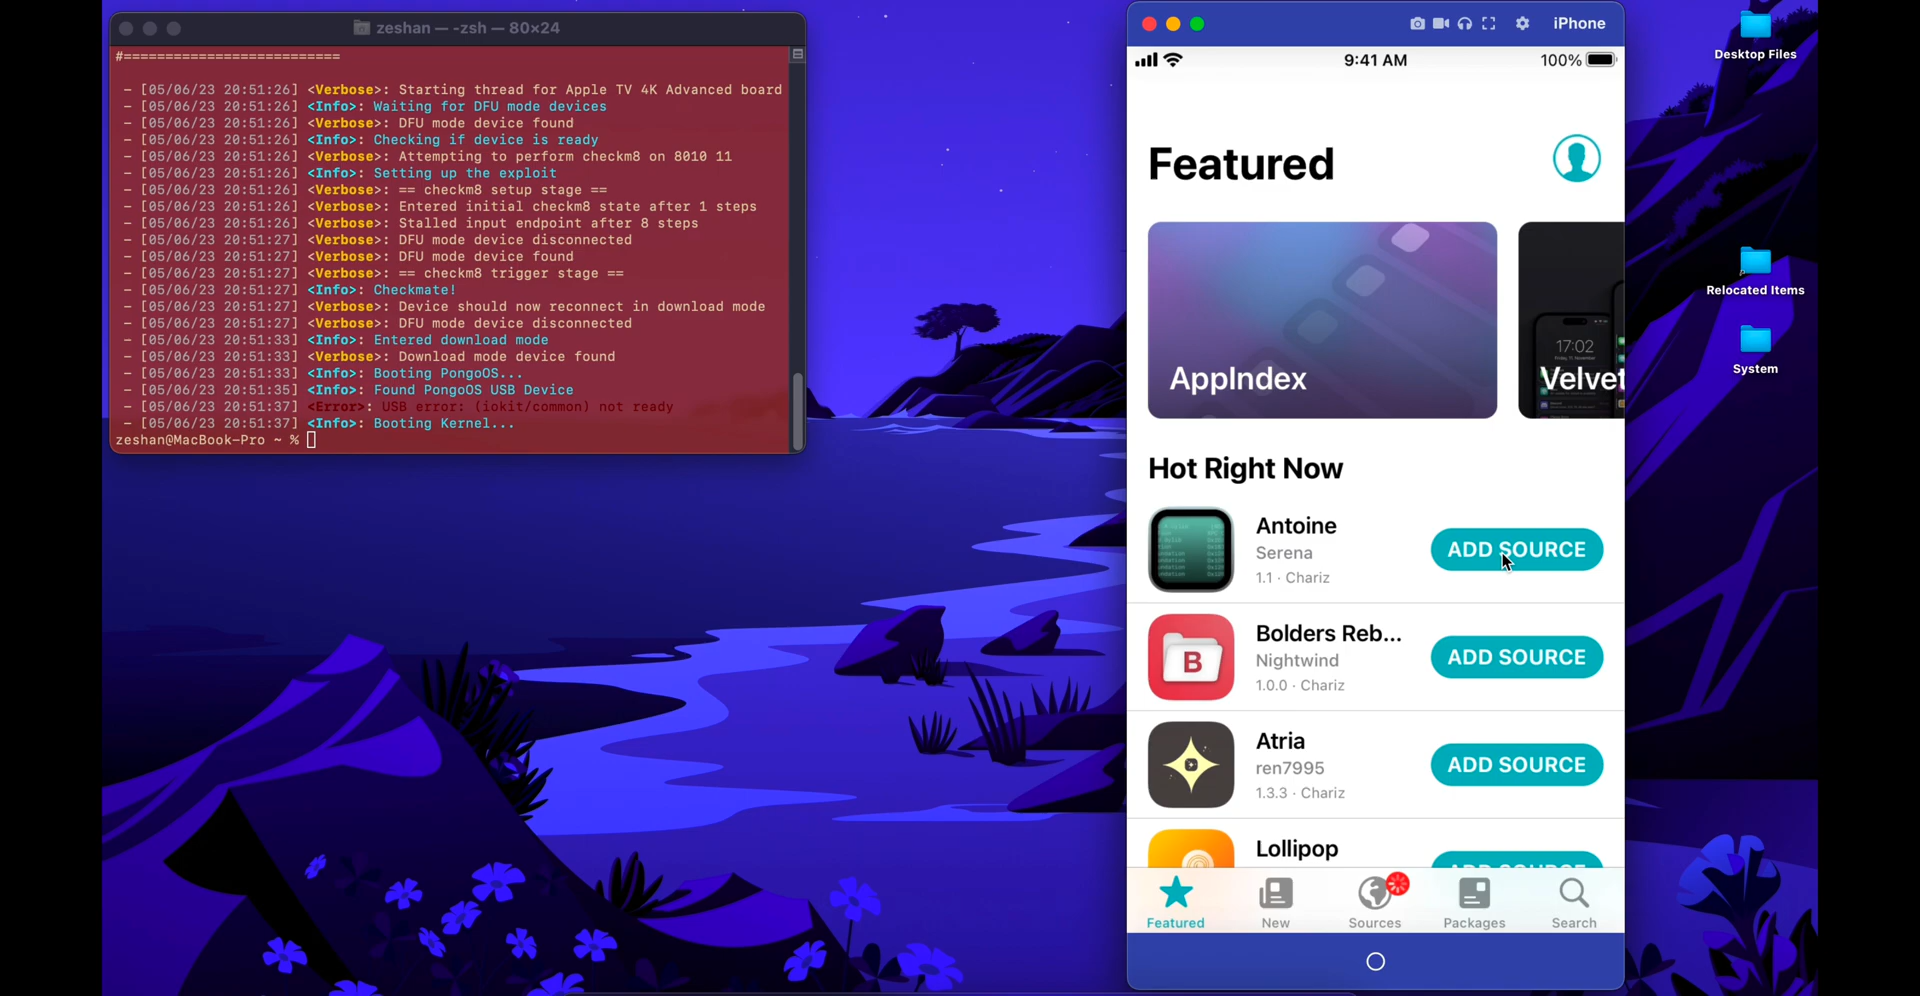 zeshan — -zsh — 80×24
#==========================
- [05/06/23 20:51:26] <Verbose>: Starting thread for Apple TV 4K Advanced board
- [05/06/23 20:51:26] <Info>: Waiting for DFU mode devices
- [05/06/23 20:51:26] <Verbose>: DFU mode device found
- [05/06/23 20:51:26] <Info>: Checking if device is ready
- [05/06/23 20:51:26] <Verbose>: Attempting to perform checkm8 on 8010 11
- [05/06/23 20:51:26] <Info>: Setting up the exploit
- [05/06/23 20:51:26] <Verbose>: == checkm8 setup stage ==
- [05/06/23 20:51:26] <Verbose>: Entered initial checkm8 state after 1 steps
- [05/06/23 20:51:26] <Verbose>: Stalled input endpoint after 8 steps
- [05/06/23 20:51:27] <Verbose>: DFU mode device disconnected
- [05/06/23 20:51:27] <Verbose>: DFU mode device found
- [05/06/23 20:51:27] <Verbose>: == checkm8 trigger stage ==
- [05/06/23 20:51:27] <Info>: Checkmate!
- [05/06/23 20:51:27] <Verbose>: Device should now reconnect in download mode
- [05/06/23 20:51:27] <Verbose>: DFU mode device disconnected
- [05/06/23 20:51:33] <Info>: Entered download mode
- [05/06/23 20:51:33] <Verbose>: Download mode device found
- [05/06/23 20:51:33] <Info>: Booting PongoOS...
- [05/06/23 20:51:35] <Info>: Found PongoOS USB Device
- [05/06/23 20:51:37] <Error>: USB error: (iokit/common) not ready
- [05/06/23 20:51:37] <Info>: Booting Kernel...
zeshan@MacBook-Pro ~ %
iPhone
9:41 AM
100%
Featured
AppIndex
17:02
Velvet
Hot Right Now
Antoine
Serena
1.1 · Chariz
ADD SOURCE
Bolders Reb...
Nightwind
1.0.0 · Chariz
B
ADD SOURCE
Atria
ren7995
1.3.3 · Chariz
ADD SOURCE
Lollipop
ADD SOURCE
Featured
New
Sources
Packages
Search
Desktop Files
Relocated Items
System